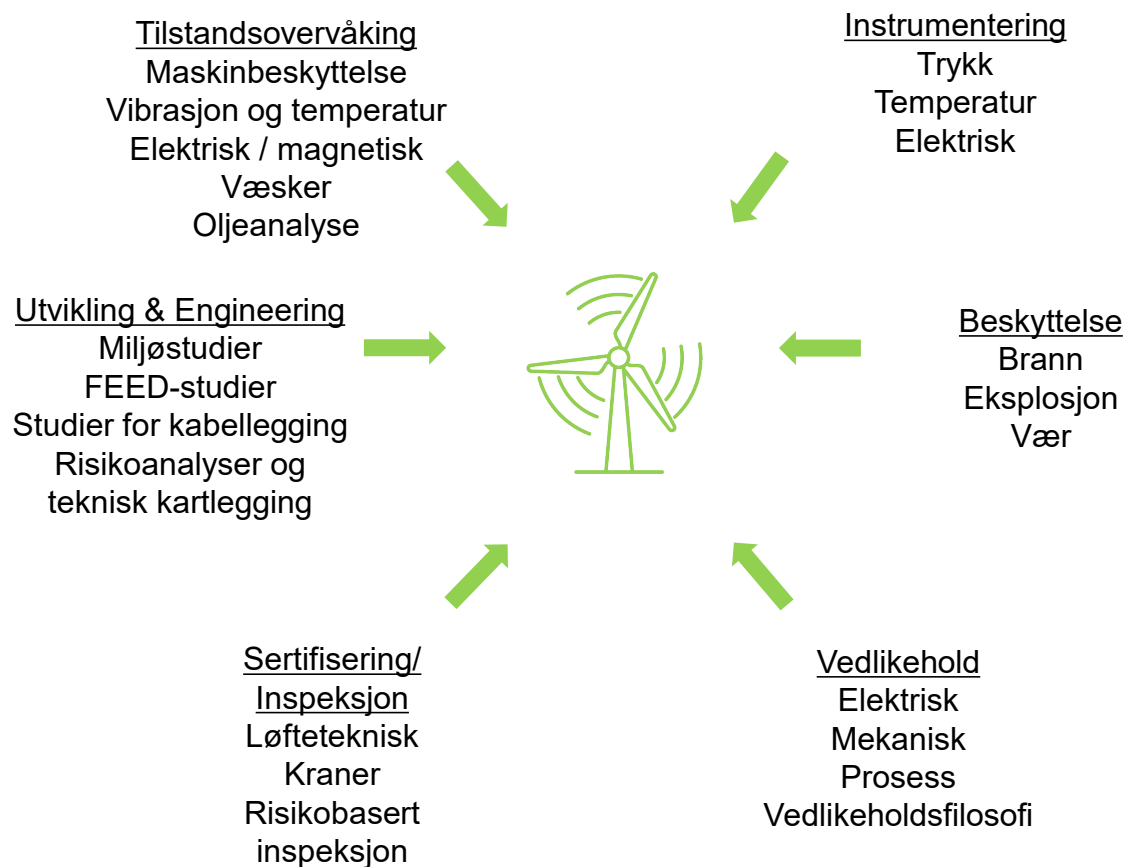 Tilstandsovervåking
Maskinbeskyttelse
Vibrasjon og temperatur
Elektrisk / magnetisk
Væsker
Oljeanalyse
Instrumentering
Trykk
Temperatur
Elektrisk
Utvikling & Engineering
Miljøstudier
FEED-studier
Studier for kabellegging
Risikoanalyser og
teknisk kartlegging
Beskyttelse
Brann
Eksplosjon
Vær
Sertifisering/
Inspeksjon
Løfteteknisk
Kraner
Risikobasert
inspeksjon
Vedlikehold
Elektrisk
Mekanisk
Prosess
Vedlikeholdsfilosofi